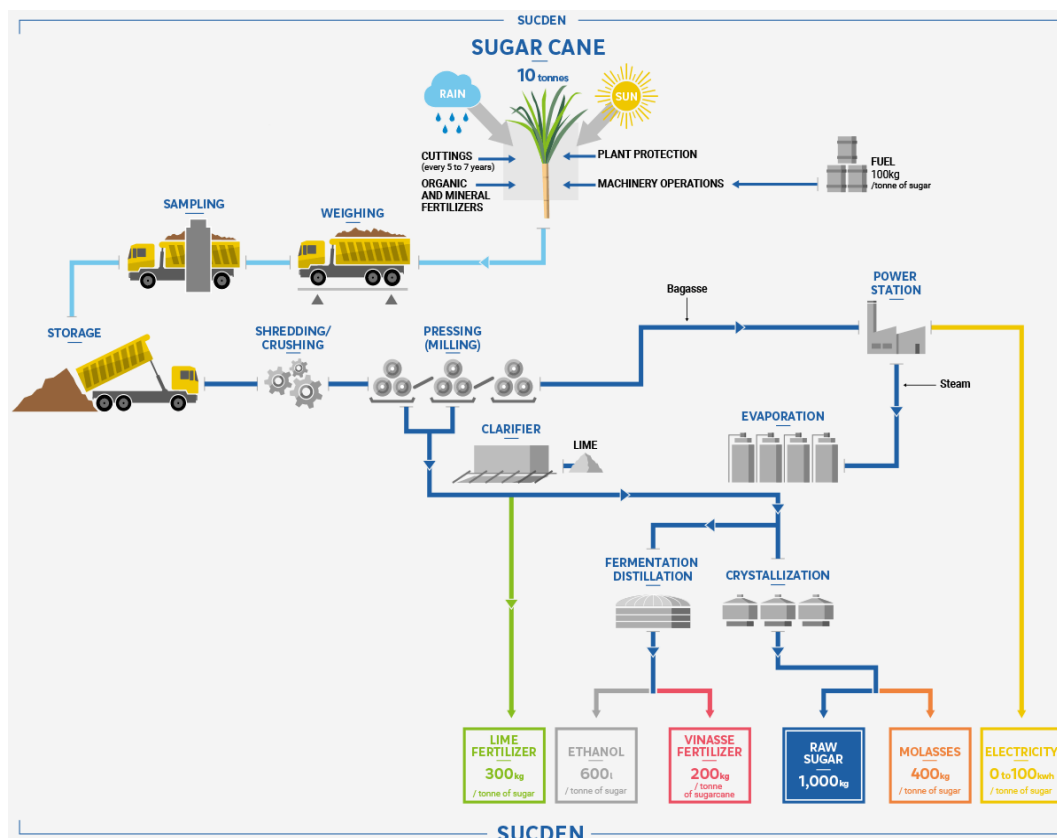 SUCDEN
SUGAR CANE
10 tonnes
RAIN
SUN
CUTTINGS
(every 5 to 7 years)
ORGANIC
AND MINERAL
FERTILIZERS
PLANT PROTECTION
MACHINERY OPERATIONS
FUEL
100kg
/tonne of sugar
SAMPLING
WEIGHING
STORAGE
SHREDDING/
CRUSHING
PRESSING
(MILLING)
Bagasse
POWER
STATION
Steam
EVAPORATION
CLARIFIER
LIME
FERMENTATION
DISTILLATION
CRYSTALLIZATION
LIME
FERTILIZER
300kg
/ tonne of sugar
ETHANOL
600l
/ tonne of sugar
VINASSE
FERTILIZER
200kg
/ tonne
of sugarcane
RAW
SUGAR
1,000kg
MOLASSES
400kg
/ tonne of sugar
ELECTRICITY
0 to 100kwh
/ tonne of sugar
SUCDEN